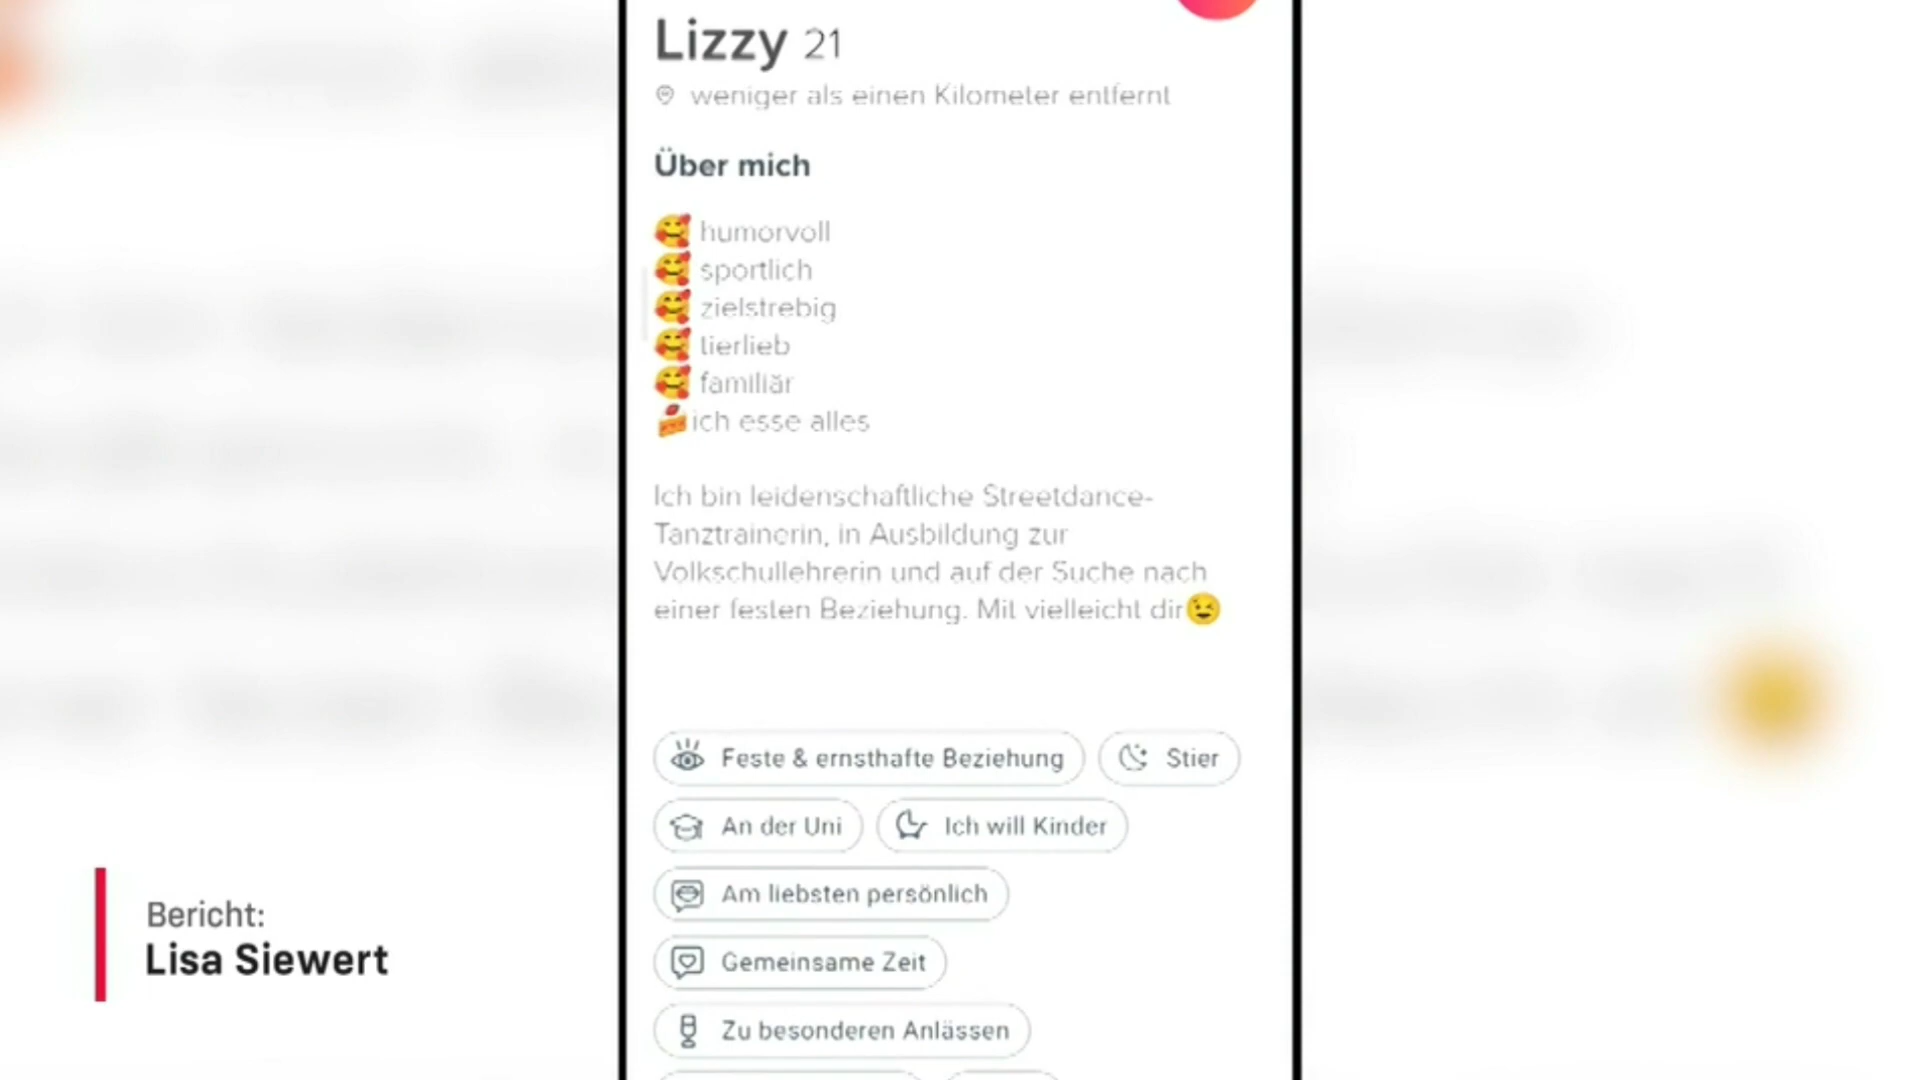 Lizzy 21
weniger als einen Kilometer entfernt
Über mich
🥰 humorvoll
🥰 sportlich
🥰 zielstrebig
🥰 tierlieb
🥰 familiär
🍰ich esse alles
Ich bin leidenschaftliche Streetdance-
Tanztrainerin, in Ausbildung zur
Volkschullehrerin und auf der Suche nach
einer festen Beziehung. Mit vielleicht dir😉
Feste & ernsthafte Beziehung
Stier
An der Uni
Ich will Kinder
Am liebsten persönlich
Gemeinsame Zeit
Zu besonderen Anlässen
Bericht:
Lisa Siewert